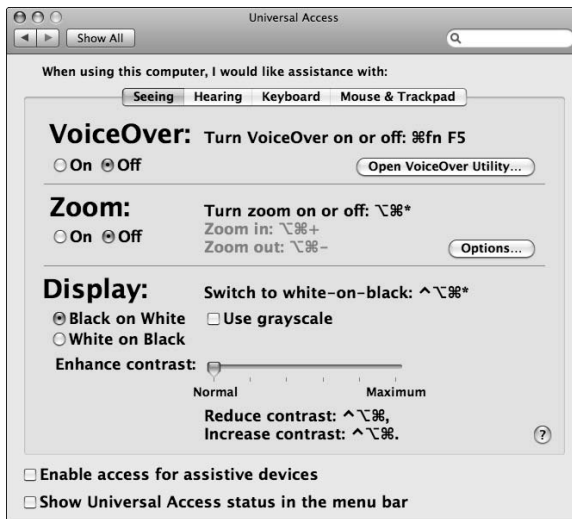 Universal Access
Show All
When using this computer, I would like assistance with:
Seeing Hearing Keyboard Mouse & Trackpad
VoiceOver: Turn VoiceOver on or off: ⌘fn F5
On Off Open VoiceOver Utility...
Zoom: Turn zoom on or off: ⌥⌘*
On Off Zoom in: ⌥⌘+
Zoom out: ⌥⌘- Options...
Display: Switch to white-on-black: ^⌥⌘*
Black on White Use grayscale
White on Black
Enhance contrast:
Normal Maximum
Reduce contrast: ^⌥⌘,
Increase contrast: ^⌥⌘.
?
Enable access for assistive devices
Show Universal Access status in the menu bar